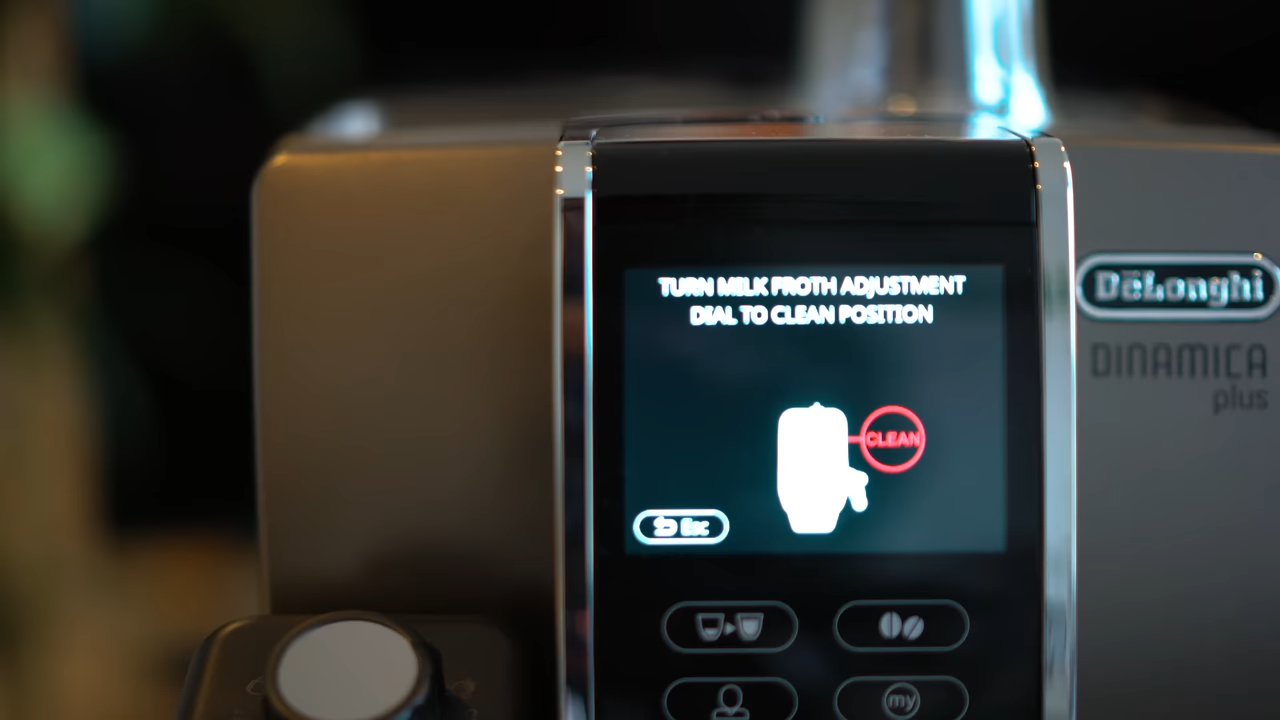 TURN MILK FROTH ADJUSTMENT
DIAL TO CLEAN POSITION
CLEAN
Esc
DeLonghi
DINAMICA
plus
my